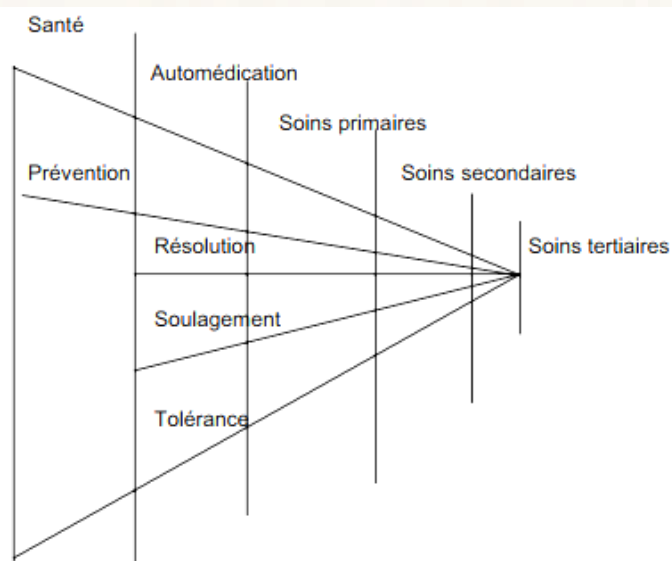 Santé
Automédication
Soins primaires
Prévention
Soins secondaires
Résolution
Soins tertiaires
Soulagement
Tolérance